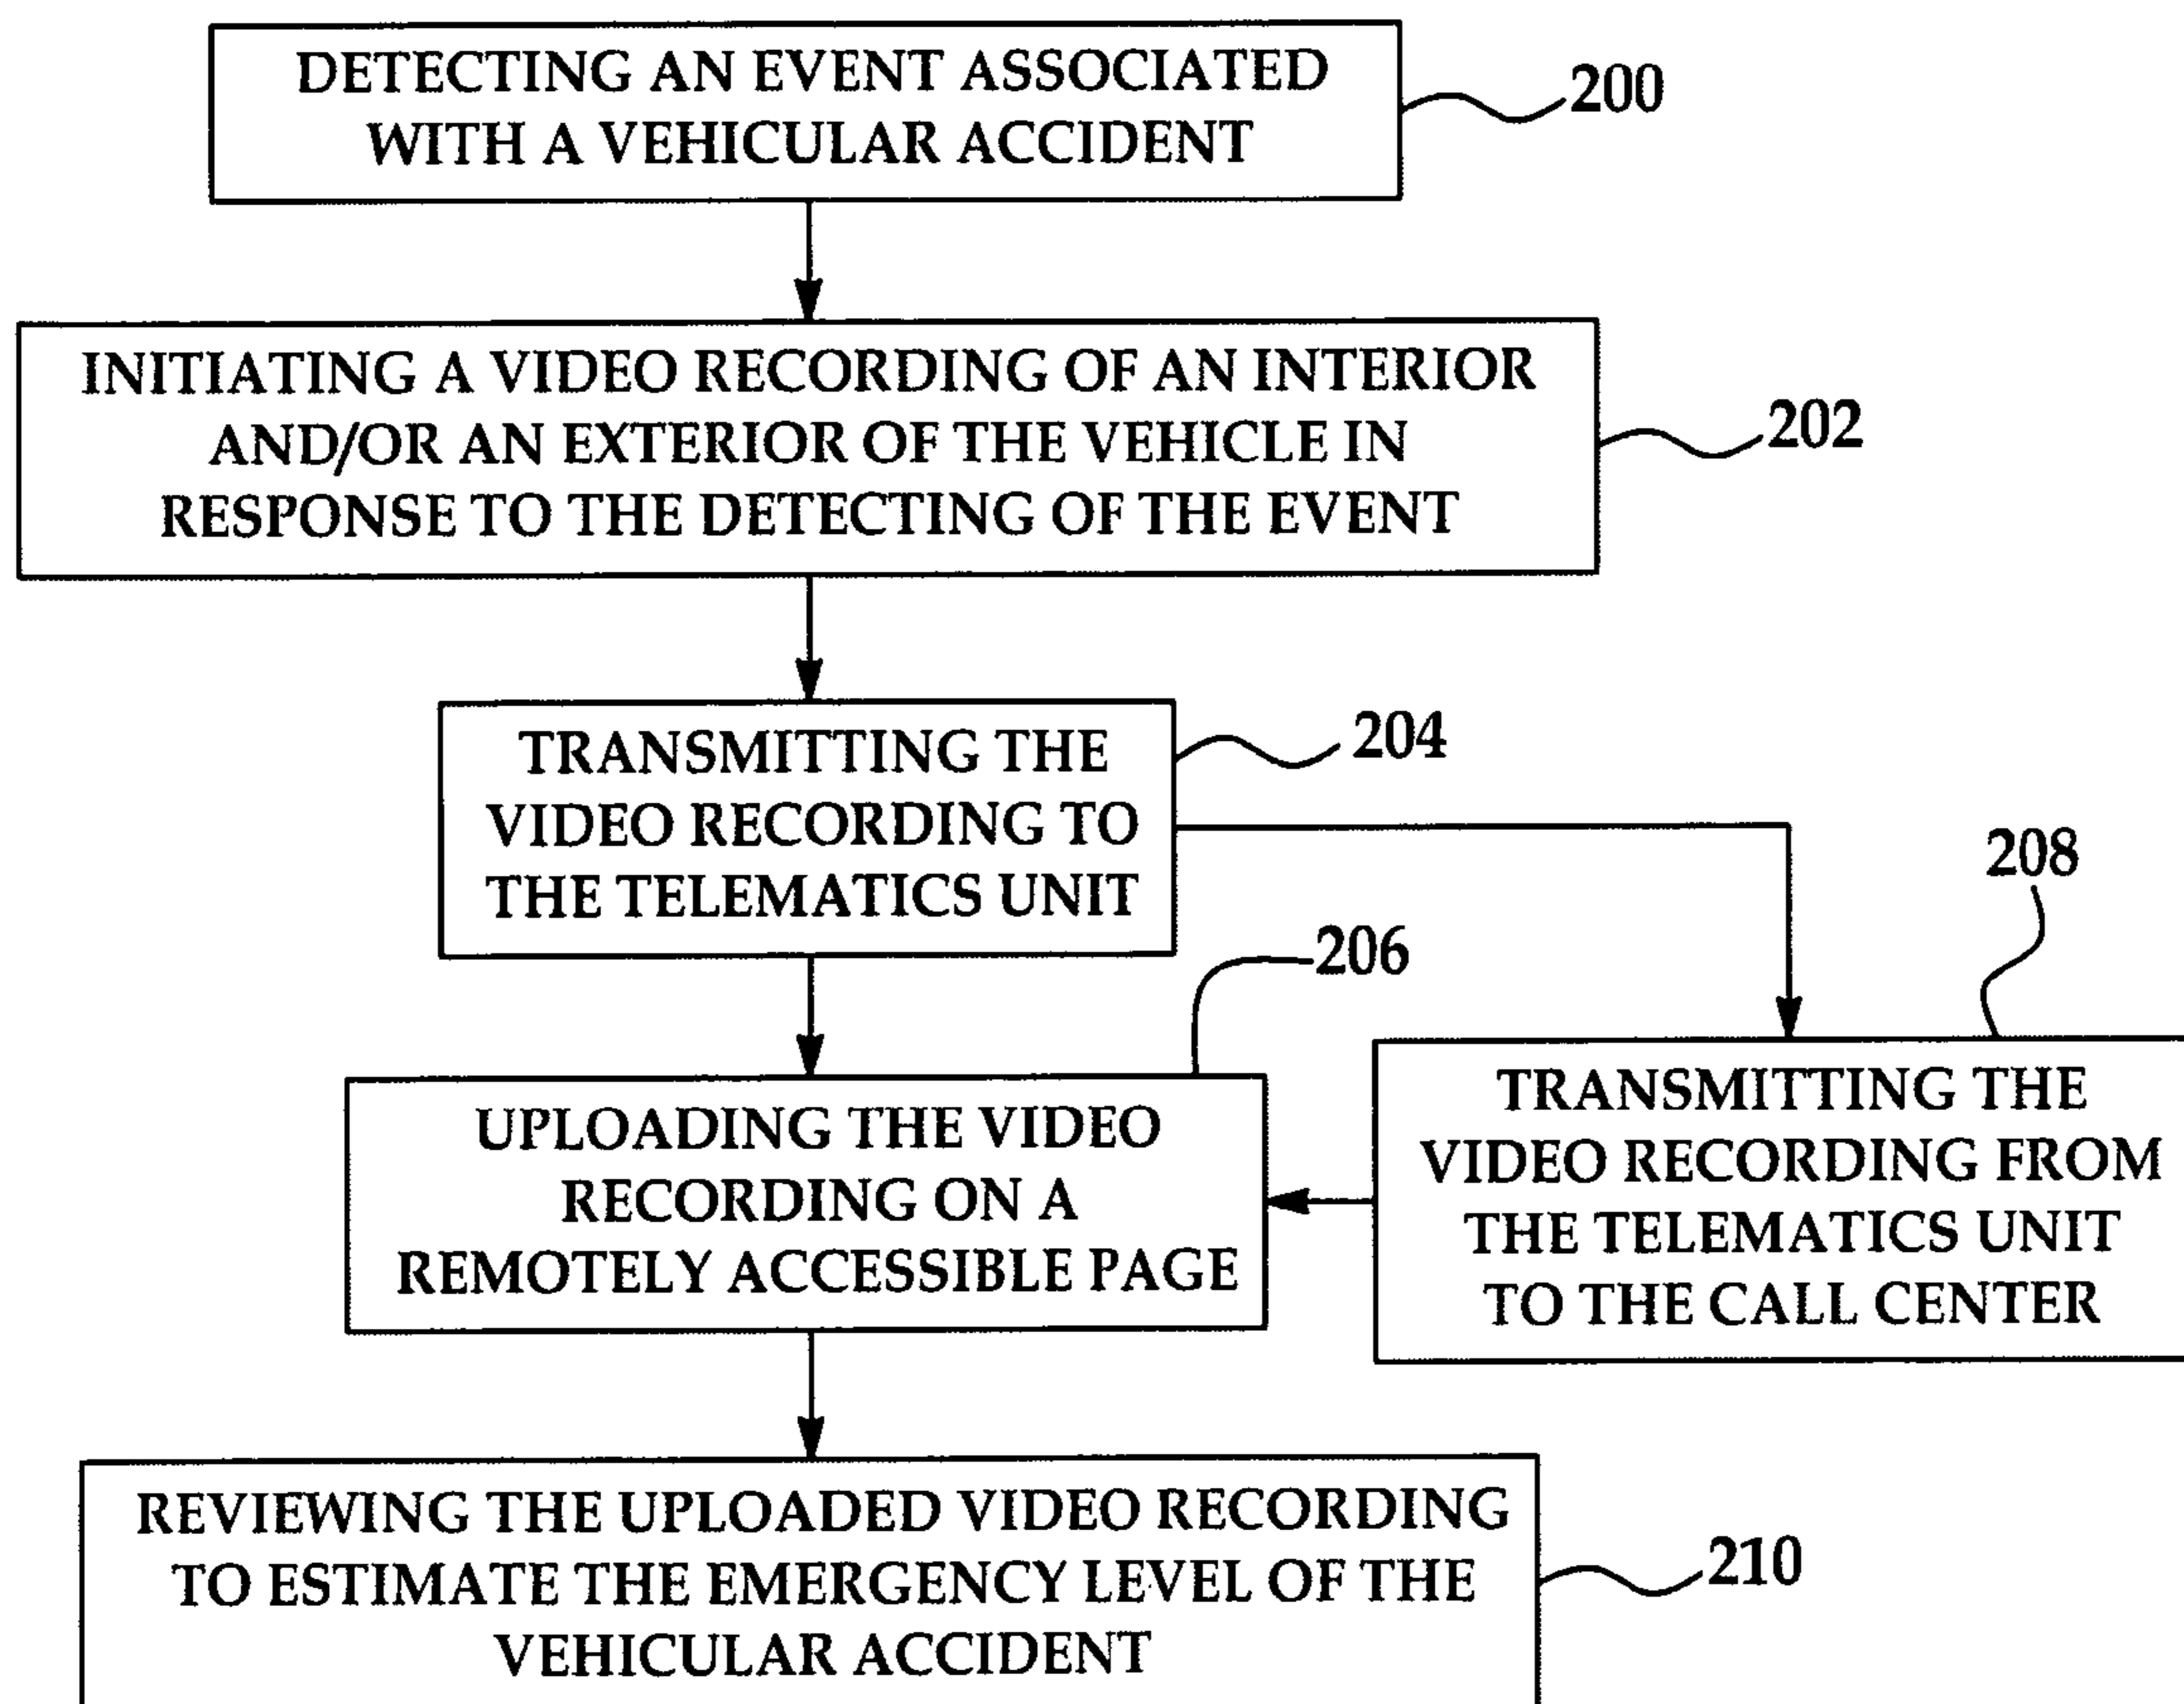 DETECTING AN EVENT ASSOCIATED
WITH A VEHICULAR ACCIDENT
200
INITIATING A VIDEO RECORDING OF AN INTERIOR
AND/OR AN EXTERIOR OF THE VEHICLE IN
RESPONSE TO THE DETECTING OF THE EVENT
202
TRANSMITTING THE
VIDEO RECORDING TO
THE TELEMATICS UNIT
204
208
206
UPLOADING THE VIDEO
RECORDING ON A
REMOTELY ACCESSIBLE PAGE
TRANSMITTING THE
VIDEO RECORDING FROM
THE TELEMATICS UNIT
TO THE CALL CENTER
REVIEWING THE UPLOADED VIDEO RECORDING
TO ESTIMATE THE EMERGENCY LEVEL OF THE
VEHICULAR ACCIDENT
210